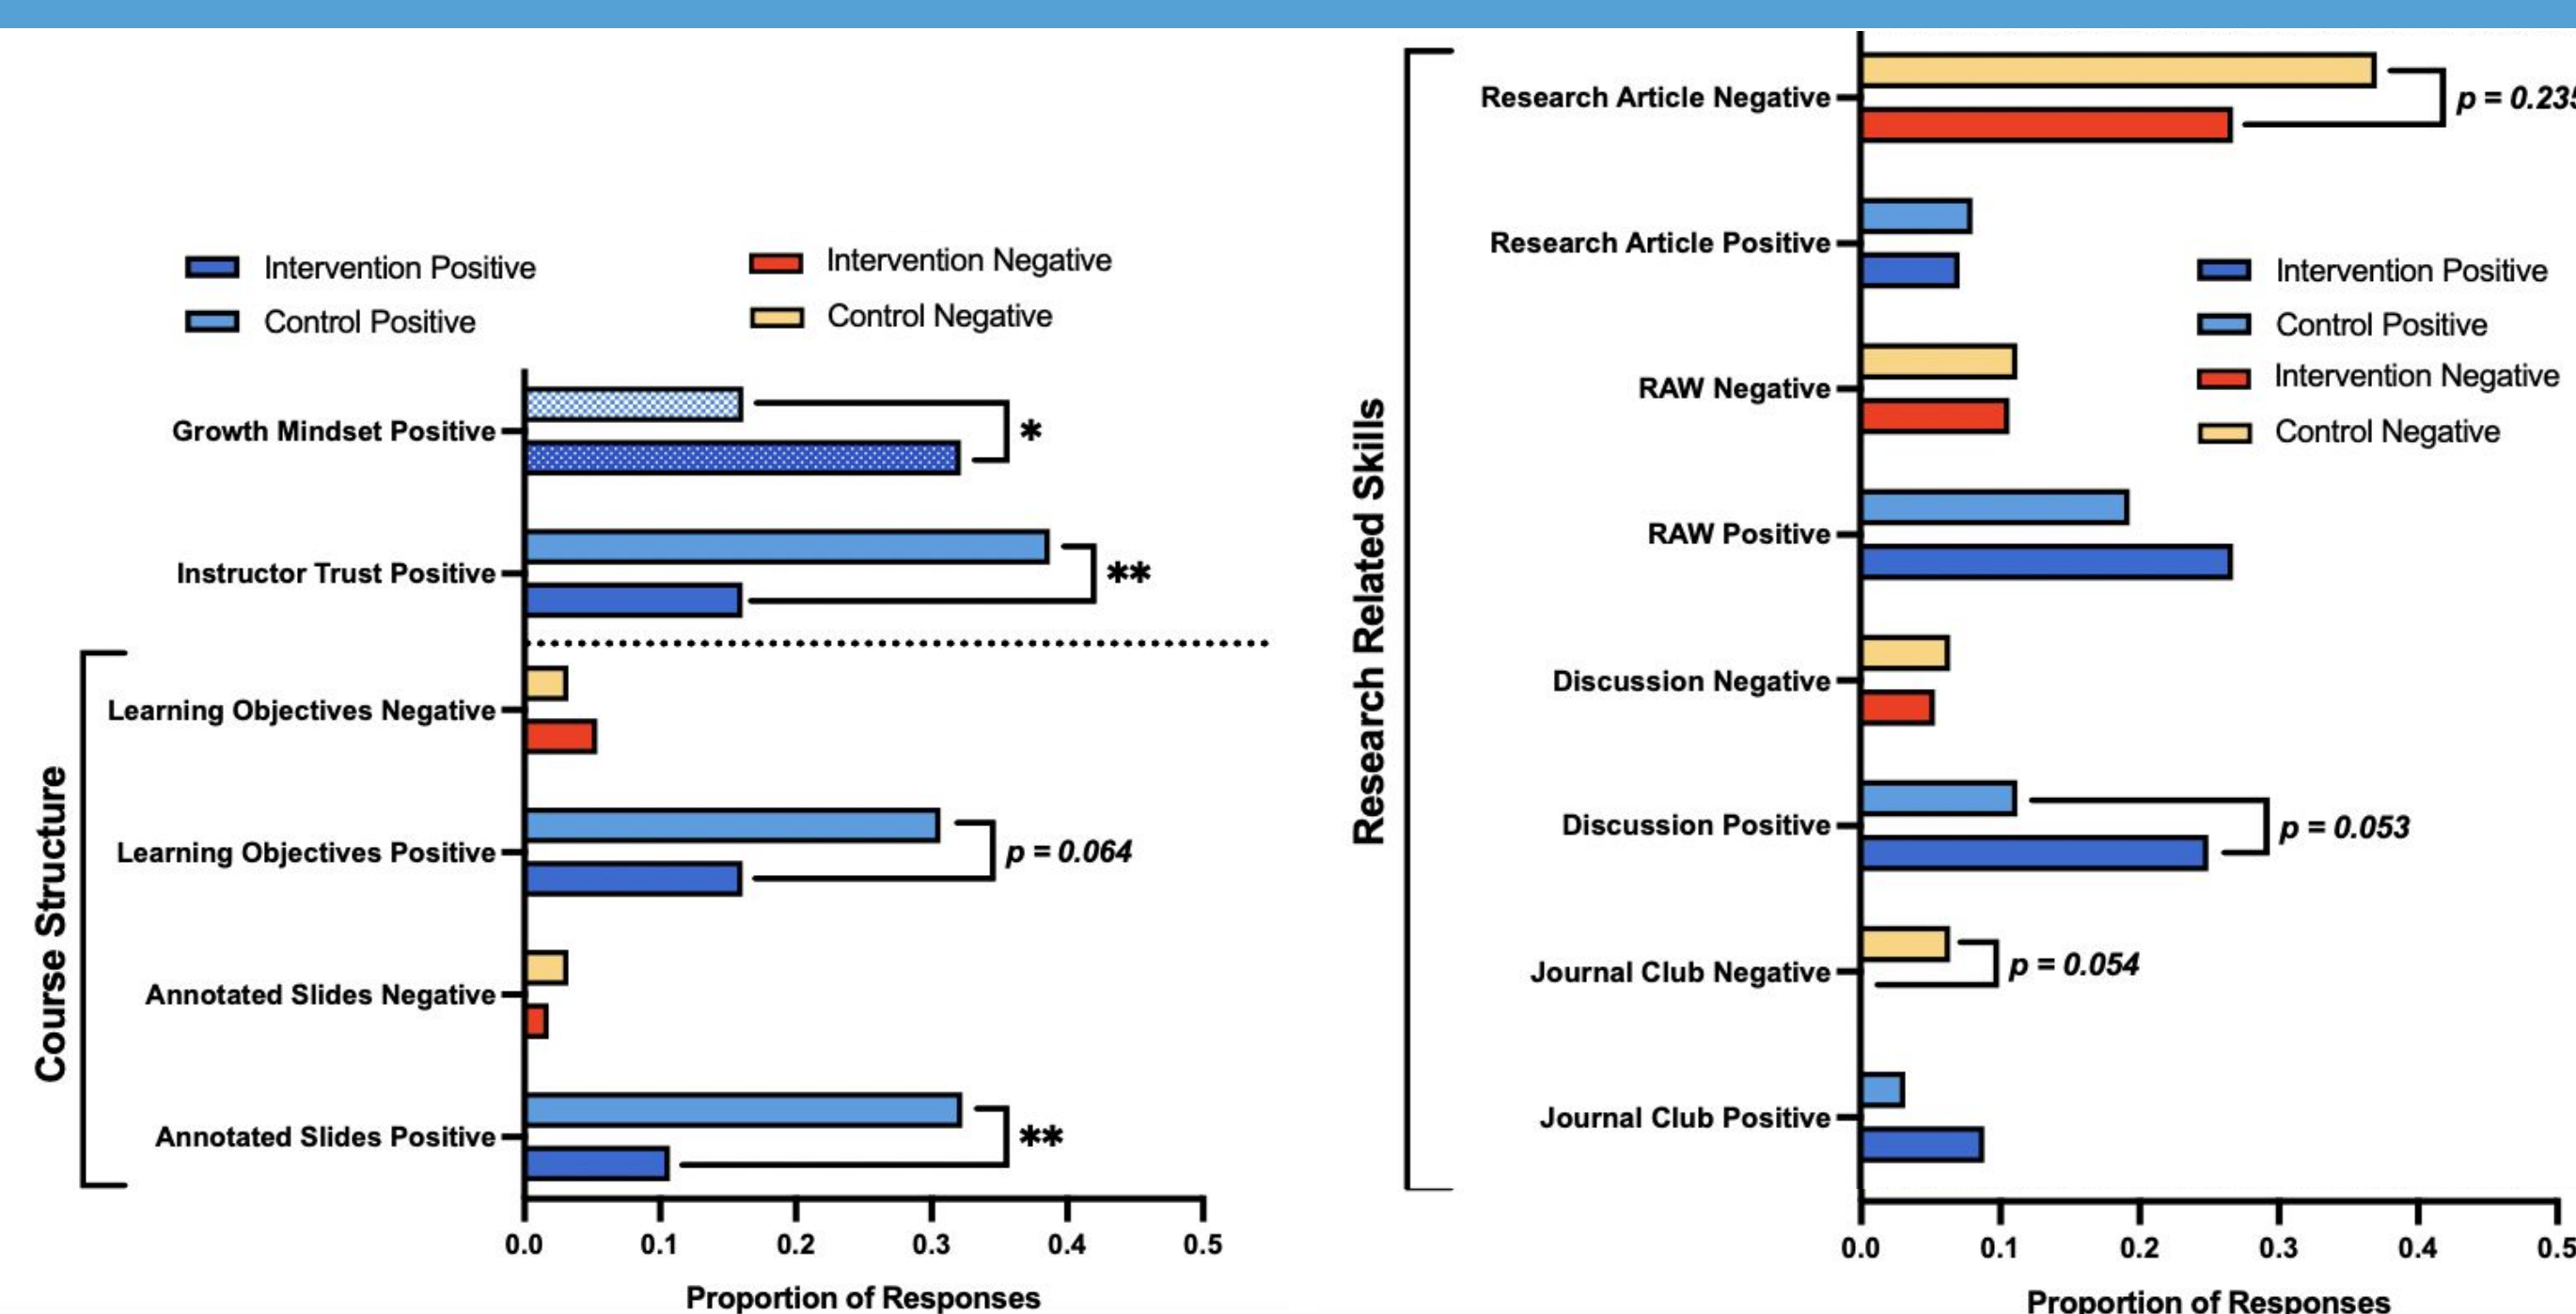 Intervention Positive
Intervention Negative
Control Positive
Control Negative
Growth Mindset Positive
*
Instructor Trust Positive
**
Course Structure
Learning Objectives Negative
Learning Objectives Positive
p = 0.064
Annotated Slides Negative
Annotated Slides Positive
**
0.0 0.1 0.2 0.3 0.4 0.5
Proportion of Responses
Research Related Skills
Research Article Negative
p = 0.235
Research Article Positive
Intervention Positive
Control Positive
Intervention Negative
Control Negative
RAW Negative
RAW Positive
Discussion Negative
Discussion Positive
p = 0.053
Journal Club Negative
p = 0.054
Journal Club Positive
0.0 0.1 0.2 0.3 0.4 0.5
Proportion of Responses